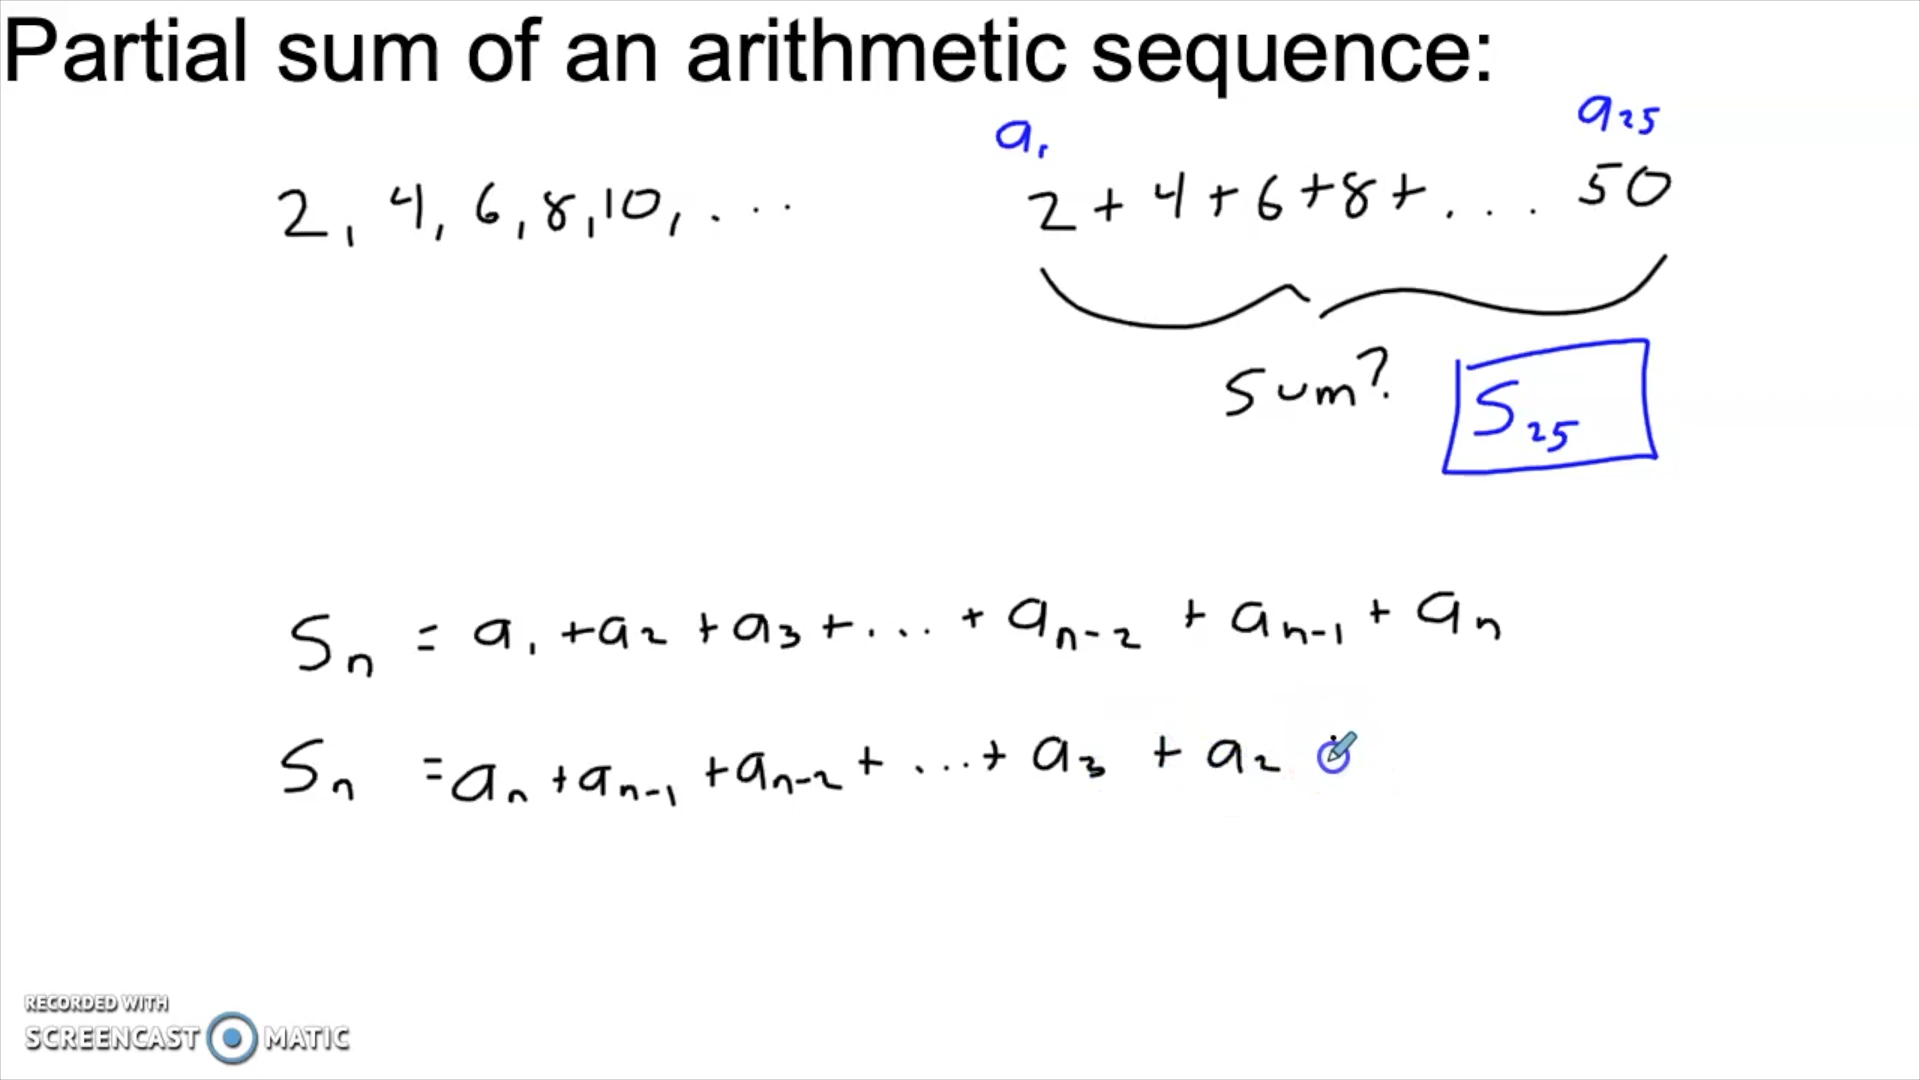 Partial sum of an arithmetic sequence:
a₁ a₂₅
2, 4, 6, 8, 10, ... 2 + 4 + 6 + 8 + ... 50
Sum? S₂₅
Sₙ = a₁ + a₂ + a₃ + ... + aₙ₋₂ + aₙ₋₁ + aₙ
Sₙ = aₙ + aₙ₋₁ + aₙ₋₂ + ... + a₃ + a₂
RECORDED WITH
SCREENCAST MATIC